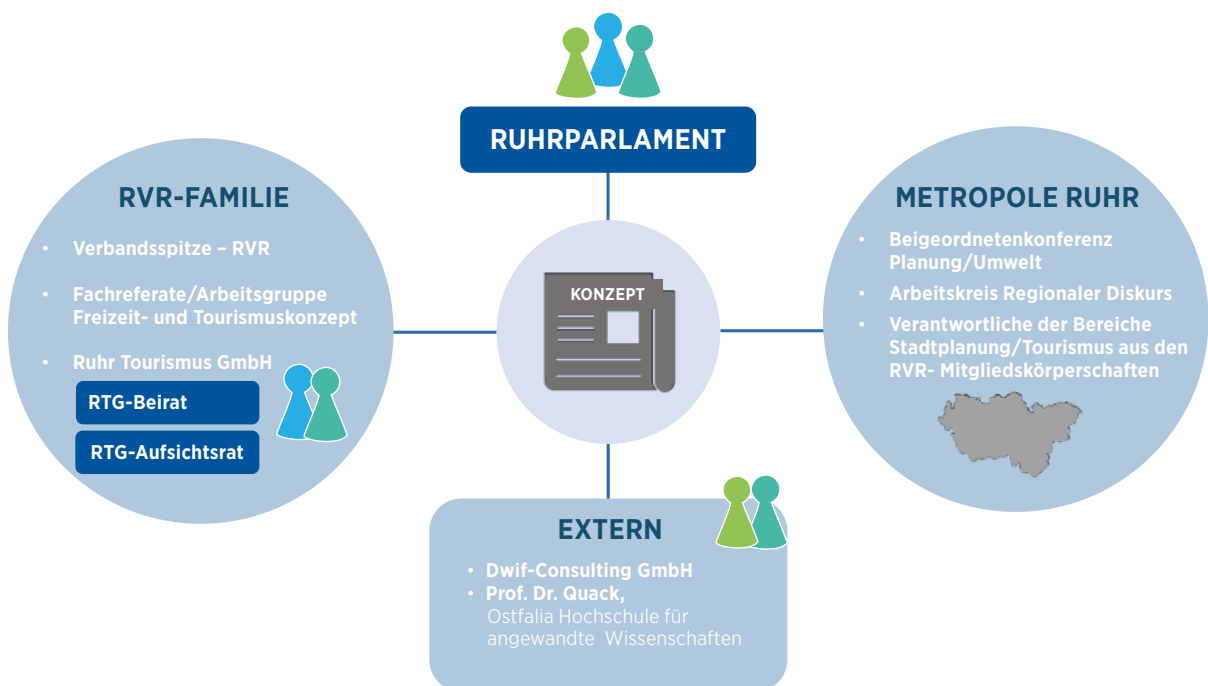 RUHRPARLAMENT
RVR-FAMILIE
• Verbandsspitze – RVR
• Fachreferate/Arbeitsgruppe
Freizeit- und Tourismuskonzept
• Ruhr Tourismus GmbH
RTG-Beirat
RTG-Aufsichtsrat
KONZEPT
METROPOLE RUHR
• Beigeordnetenkonferenz
Planung/Umwelt
• Arbeitskreis Regionaler Diskurs
• Verantwortliche der Bereiche
Stadtplanung/Tourismus aus den
RVR- Mitgliedskörperschaften
EXTERN
• Dwif-Consulting GmbH
• Prof. Dr. Quack,
Ostfalia Hochschule für
angewandte Wissenschaften